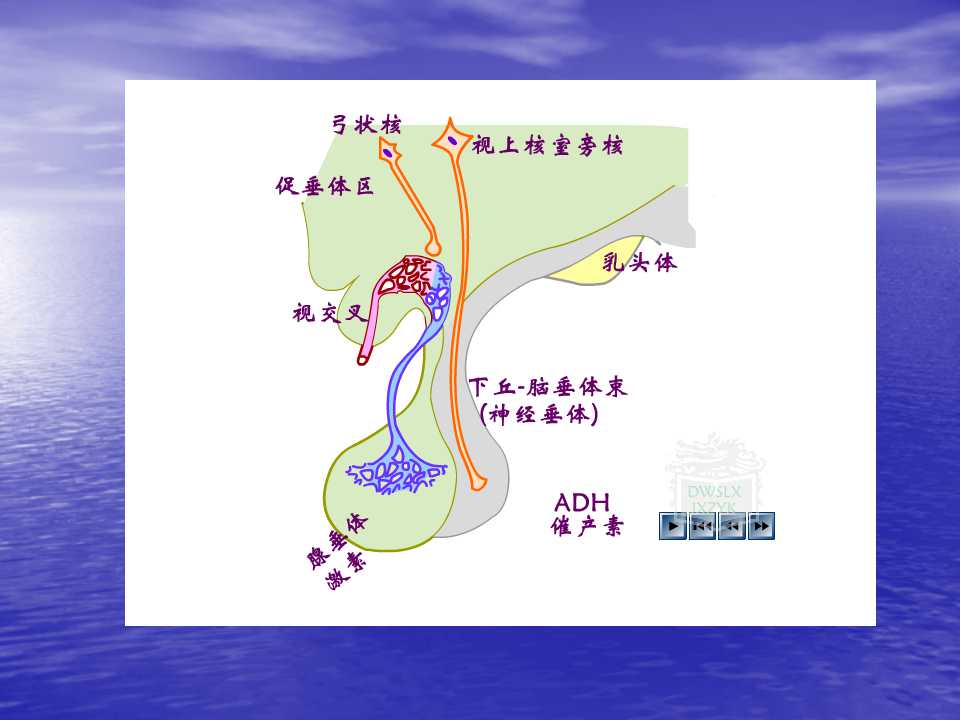 弓状核
视上核室旁核
促垂体区
乳头体
视交叉
下丘-脑垂体束
(神经垂体)
DWSLX
JXZYK
ADH
催产素
腺垂体
激素